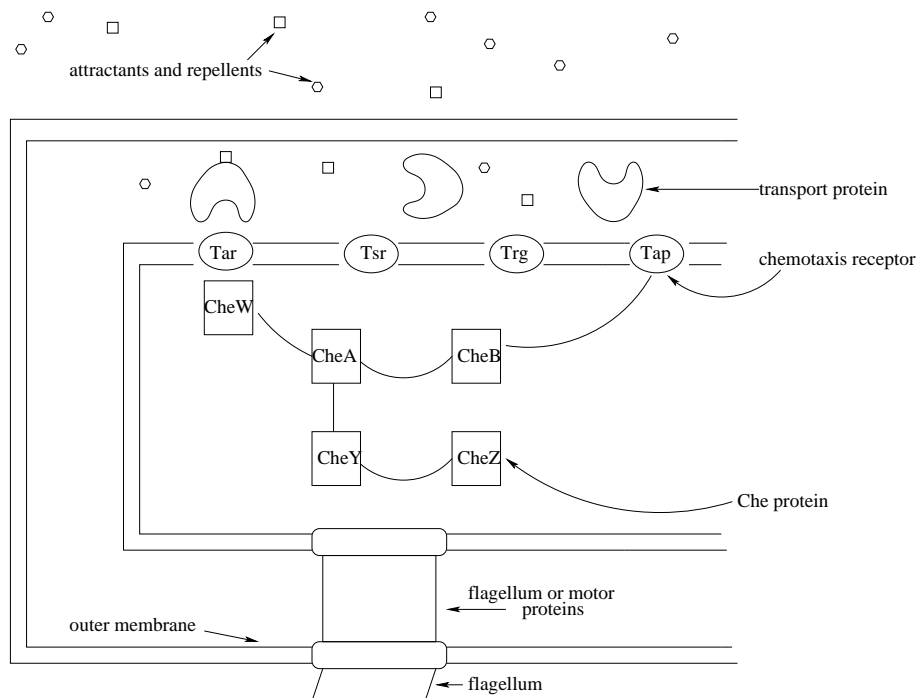 attractants and repellents
transport protein
Tar
Tsr
Trg
Tap
chemotaxis receptor
CheW
CheA
CheB
CheY
CheZ
Che protein
flagellum or motor
proteins
outer membrane
flagellum